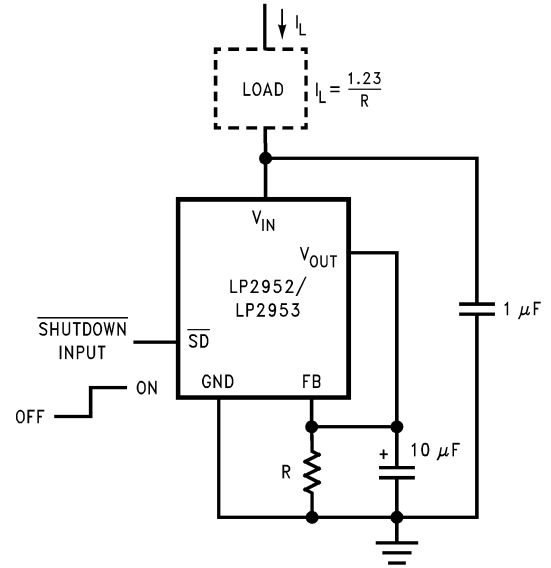 I_L
LOAD
I_L = 1.23
R
V_IN
V_OUT
LP2952/
LP2953
SHUTDOWN
INPUT
SD
1 μF
GND
FB
ON
OFF
R
+
10 μF